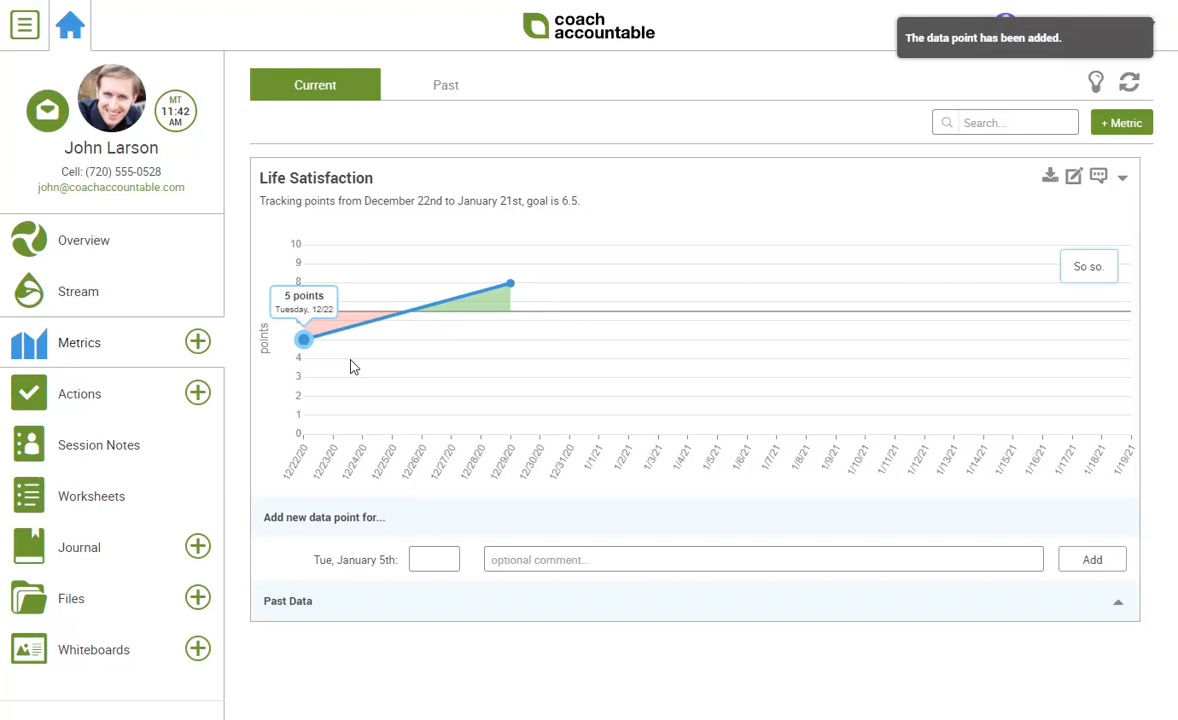 coach
accountable
The data point has been added.
MT
11:42
AM
John Larson
Cell: (720) 555-0528
john@coachaccountable.com
Overview
Stream
Metrics
Actions
Session Notes
Worksheets
Journal
Files
Whiteboards
Current
Past
Search...
+ Metric
Life Satisfaction
Tracking points from December 22nd to January 21st, goal is 6.5.
10
9
8
4
3
2
1
0
points
5 points
Tuesday, 12/22
So so.
12/22/20
12/23/20
12/24/20
12/25/20
12/26/20
12/27/20
12/28/20
12/29/20
12/30/20
12/31/20
1/1/21
1/2/21
1/3/21
1/4/21
1/5/21
1/6/21
1/7/21
1/8/21
1/9/21
1/10/21
1/11/21
1/12/21
1/13/21
1/14/21
1/15/21
1/16/21
1/17/21
1/18/21
1/19/21
Add new data point for...
Tue, January 5th:
optional comment...
Add
Past Data